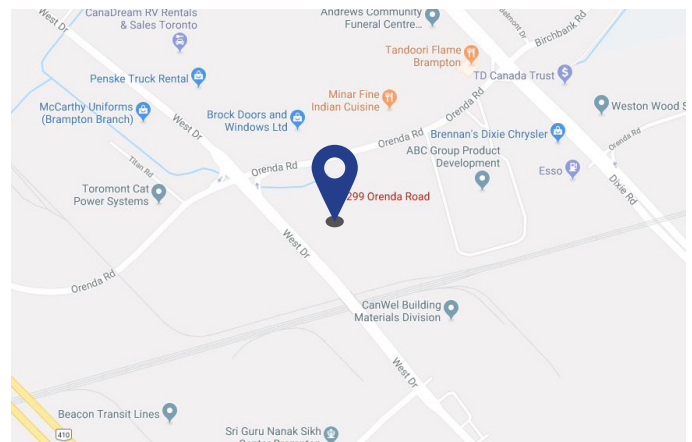 CanaDream RV Rentals
& Sales Toronto
West Dr
Andrews Community
Funeral Centre...
Birchbank Rd
Tandoori Flame
Brampton
TD Canada Trust
Penske Truck Rental
Minar Fine
Indian Cuisine
Orenda Rd
Weston Wood S
McCarthy Uniforms
(Brampton Branch)
Brock Doors and
Windows Ltd
West Dr
Orenda Rd
Brennan's Dixie Chrysler
Orenda Rd
ABC Group Product
Development
Titan Rd
Orenda Rd
Esso
Toromont Cat
Power Systems
299 Orenda Road
Dixie Rd
West Dr
Orenda Rd
CanWel Building
Materials Division
West Dr
Beacon Transit Lines
410
Sri Guru Nanak Sikh